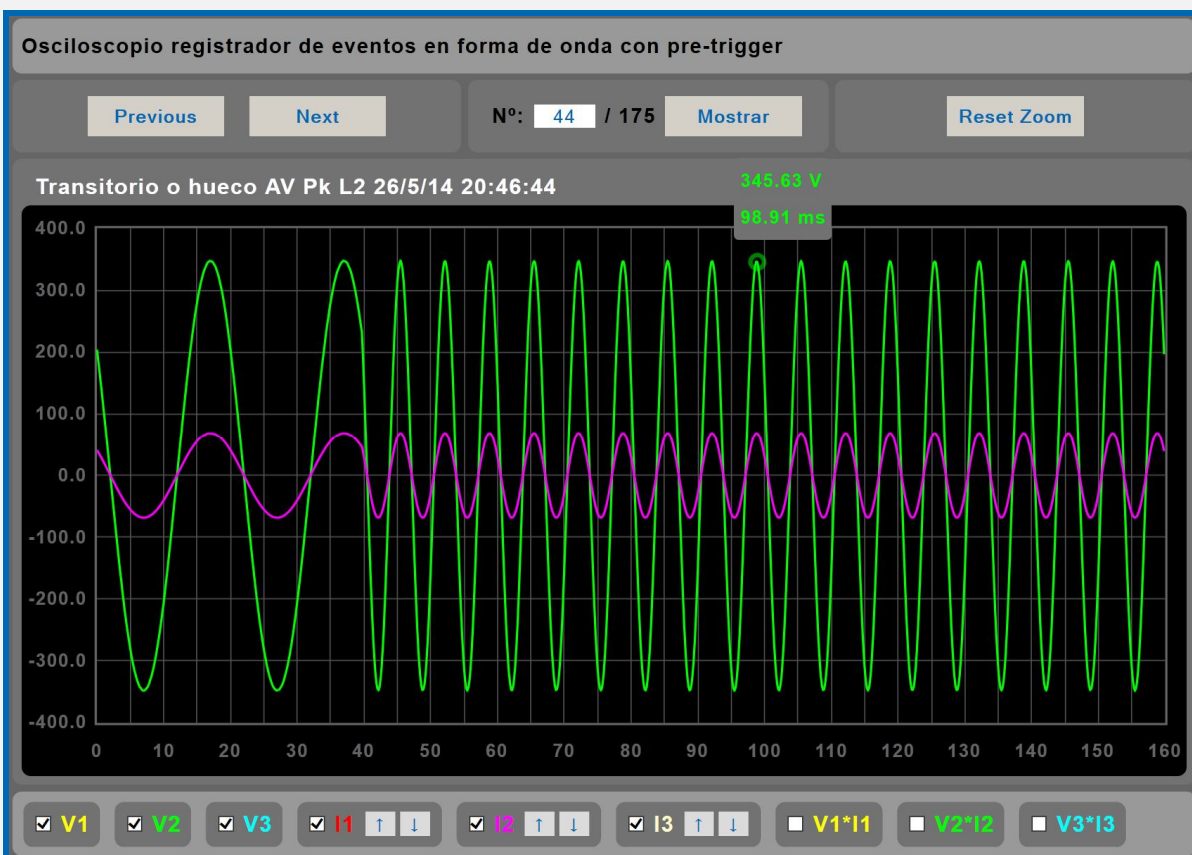 Osciloscopio registrador de eventos en forma de onda con pre-trigger
Previous Next Nº: 44 / 175 Mostrar Reset Zoom
Transitorio o hueco AV Pk L2 26/5/14 20:46:44
345.63 V
98.91 ms
400.0
300.0
200.0
100.0
0.0
-100.0
-200.0
-300.0
-400.0
0 10 20 30 40 50 60 70 80 90 100 110 120 130 140 150 160
V1 V2 V3 I1 ↑ ↓ I2 ↑ ↓ I3 ↑ ↓ V1*I1 V2*I2 V3*I3